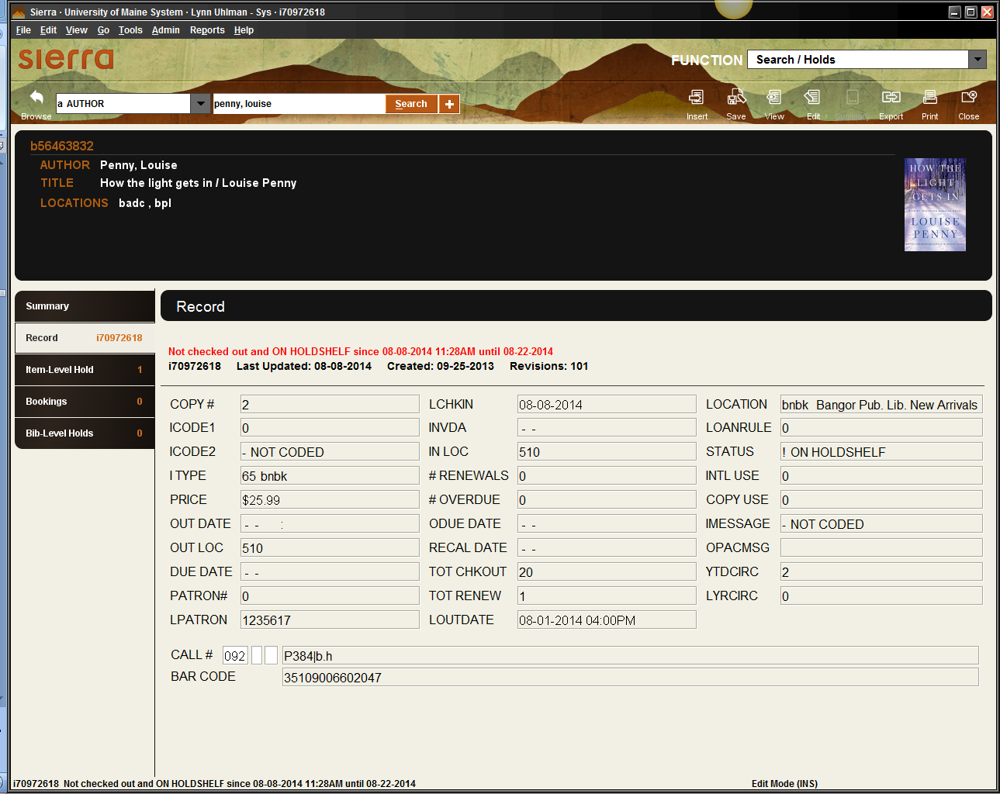 Sierra · University of Maine System · Lynn Uhlman - Sys · i70972618
File Edit View Go Tools Admin Reports Help
sierra
FUNCTION Search / Holds
Browse a AUTHOR penny, louise Search + Insert Save View Edit Summary Export Print Close
b56463832
AUTHOR Penny, Louise
TITLE How the light gets in / Louise Penny
LOCATIONS badc , bpl
HOW THE
LIGHT
GETS IN
LOUISE
PENNY
Summary
Record i70972618
Item-Level Hold 1
Bookings 0
Bib-Level Holds 0
Record
Not checked out and ON HOLDSHELF since 08-08-2014 11:28AM until 08-22-2014
i70972618 Last Updated: 08-08-2014 Created: 09-25-2013 Revisions: 101
COPY # 2 LCHKIN 08-08-2014 LOCATION bnbk Bangor Pub. Lib. New Arrivals
ICODE1 0 INVDA - - LOANRULE 0
ICODE2 - NOT CODED IN LOC 510 STATUS ! ON HOLDSHELF
I TYPE 65 bnbk # RENEWALS 0 INTL USE 0
PRICE $25.99 # OVERDUE 0 COPY USE 0
OUT DATE - - : ODUE DATE - - IMESSAGE - NOT CODED
OUT LOC 510 RECAL DATE - - OPACMSG
DUE DATE - - TOT CHKOUT 20 YTDCIRC 2
PATRON# 0 TOT RENEW 1 LYRCIRC 0
LPATRON 1235617 LOUTDATE 08-01-2014 04:00PM
CALL # 092 P384|b.h
BAR CODE 35109006602047
i70972618 Not checked out and ON HOLDSHELF since 08-08-2014 11:28AM until 08-22-2014 Edit Mode (INS)